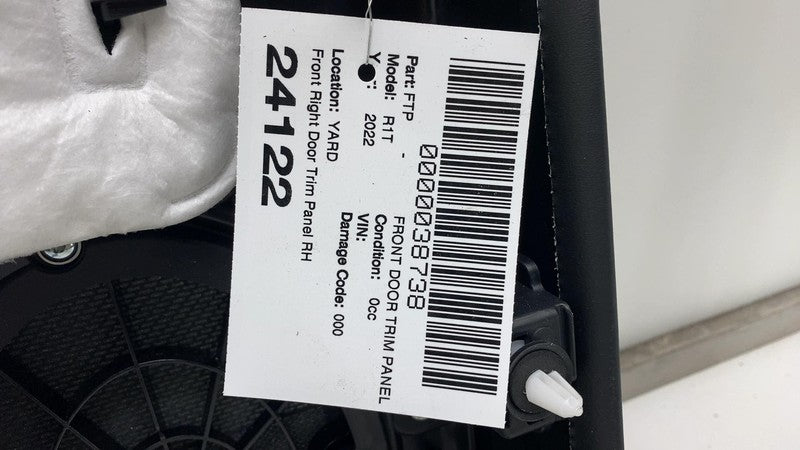 0000038738
Part: FTP - FRONT DOOR TRIM PANEL
Model: R1T Condition: 0cc
Y : 2022 VIN:
Location: YARD Damage Code: 000
Front Right Door Trim Panel RH
24122